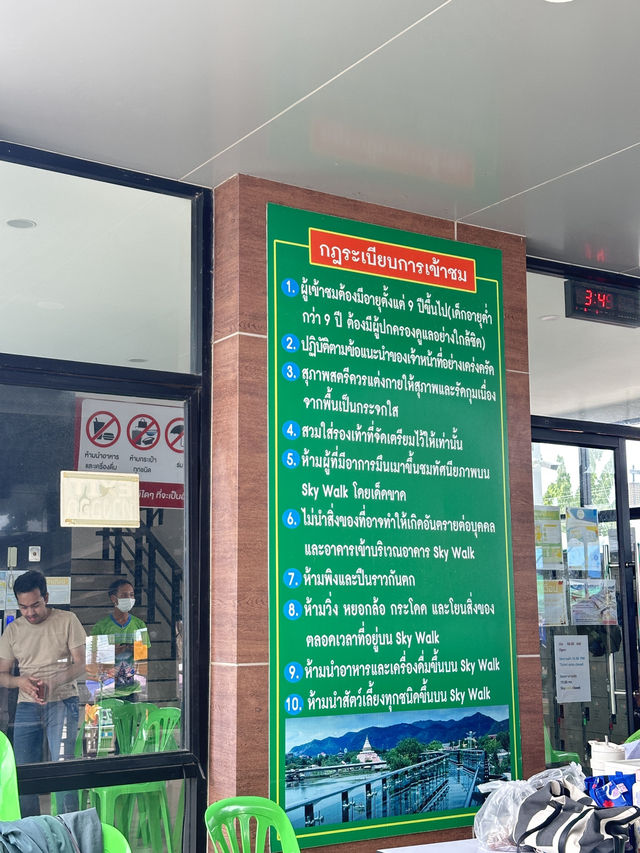 กฎระเบียบการเข้าชม
1. ผู้เข้าชมต้องมีอายุตั้งแต่ 9 ปีขึ้นไป(เด็กอายุต่ำ
กว่า 9 ปี ต้องมีผู้ปกครองดูแลอย่างใกล้ชิด)
2. ปฏิบัติตามข้อแนะนำของเจ้าหน้าที่อย่างเคร่งครัด
3. สุภาพสตรีควรแต่งกายให้สุภาพและรัดกุมเนื่อง
จากพื้นเป็นกระจกใส
4. สวมใส่รองเท้าที่จัดเตรียมไว้ให้เท่านั้น
5. ห้ามผู้ที่มีอาการมึนเมาขึ้นชมทัศนียภาพบน
Sky Walk โดยเด็ดขาด
6. ไม่นำสิ่งของที่อาจทำให้เกิดอันตรายต่อบุคคล
และอาคารเข้าบริเวณอาคาร Sky Walk
7. ห้ามพิงและปีนราวกันตก
8. ห้ามวิ่ง หยอกล้อ กระโดด และโยนสิ่งของ
ตลอดเวลาที่อยู่บน Sky Walk
9. ห้ามนำอาหารและเครื่องดื่มขึ้นบน Sky Walk
10. ห้ามนำสัตว์เลี้ยงทุกชนิดขึ้นบน Sky Walk
ห้ามนำอาหาร
และเครื่องดื่ม
ห้ามกระเป๋า
ทุกชนิด